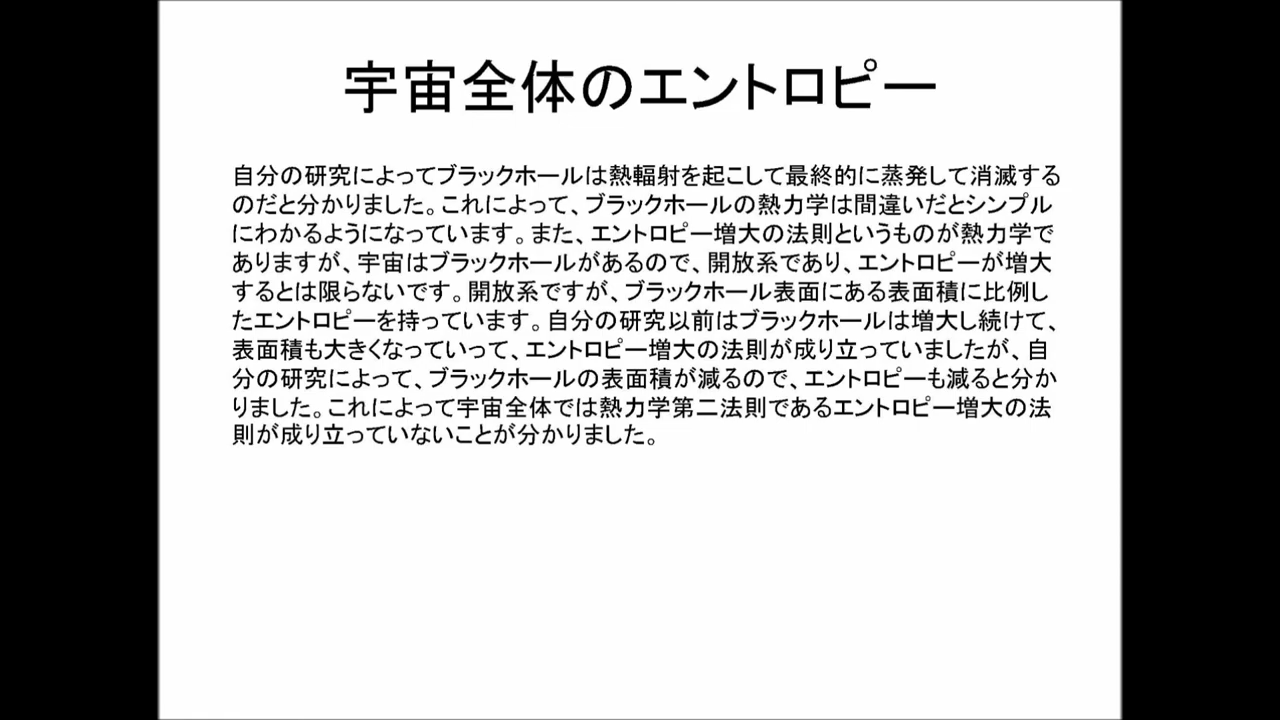 宇宙全体のエントロピー
自分の研究によってブラックホールは熱輻射を起こして最終的に蒸発して消滅する
のだと分かりました。これによって、ブラックホールの熱力学は間違いだとシンプル
にわかるようになっています。また、エントロピー増大の法則というものが熱力学で
ありますが、宇宙はブラックホールがあるので、開放系であり、エントロピーが増大
するとは限らないです。開放系ですが、ブラックホール表面にある表面積に比例し
たエントロピーを持っています。自分の研究以前はブラックホールは増大し続けて、
表面積も大きくなっていって、エントロピー増大の法則が成り立っていましたが、自
分の研究によって、ブラックホールの表面積が減るので、エントロピーも減ると分か
りました。これによって宇宙全体では熱力学第二法則であるエントロピー増大の法
則が成り立っていないことが分かりました。